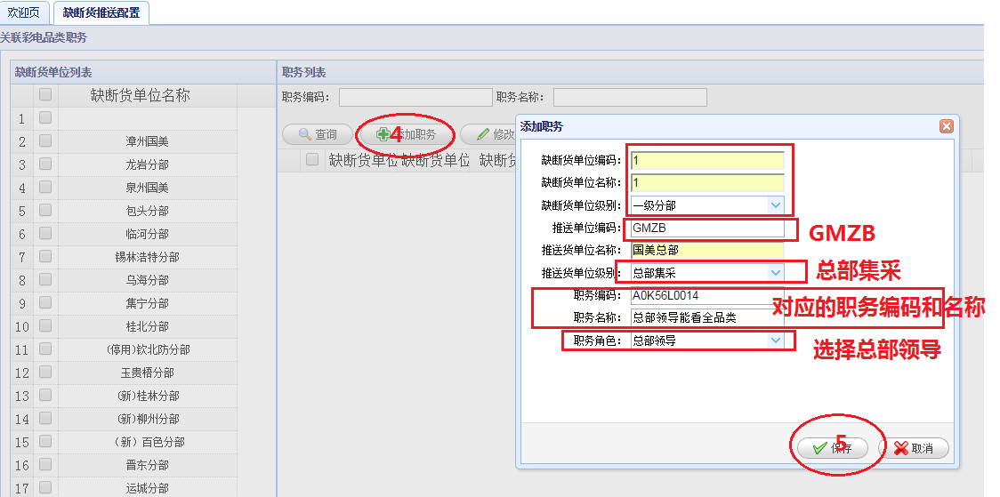 欢迎页 缺断货推送配置
关联彩电品类职务
缺断货单位列表
缺断货单位名称
1
2 漳州国美
3 龙岩分部
4 泉州国美
5 包头分部
6 临河分部
7 锡林浩特分部
8 乌海分部
9 集宁分部
10 桂北分部
11 (停用)钦北防分部
12 玉贵梧分部
13 (新)桂林分部
14 (新)柳州分部
15 (新）百色分部
16 晋东分部
17 运城分部
职务列表
职务编码： 职务名称：
查询 4 添加职务 修改
缺断货单位 缺断货单位 缺断货
添加职务
缺断货单位编码： 1
缺断货单位名称： 1
缺断货单位级别： 一级分部
推送单位编码： GMZB GMZB
推送货单位名称： 国美总部
推送货单位级别： 总部集采 总部集采
职务编码： A0K56L0014
对应的职务编码和名称
职务名称： 总部领导能看全品类
职务角色： 总部领导 选择总部领导
5 保存 取消